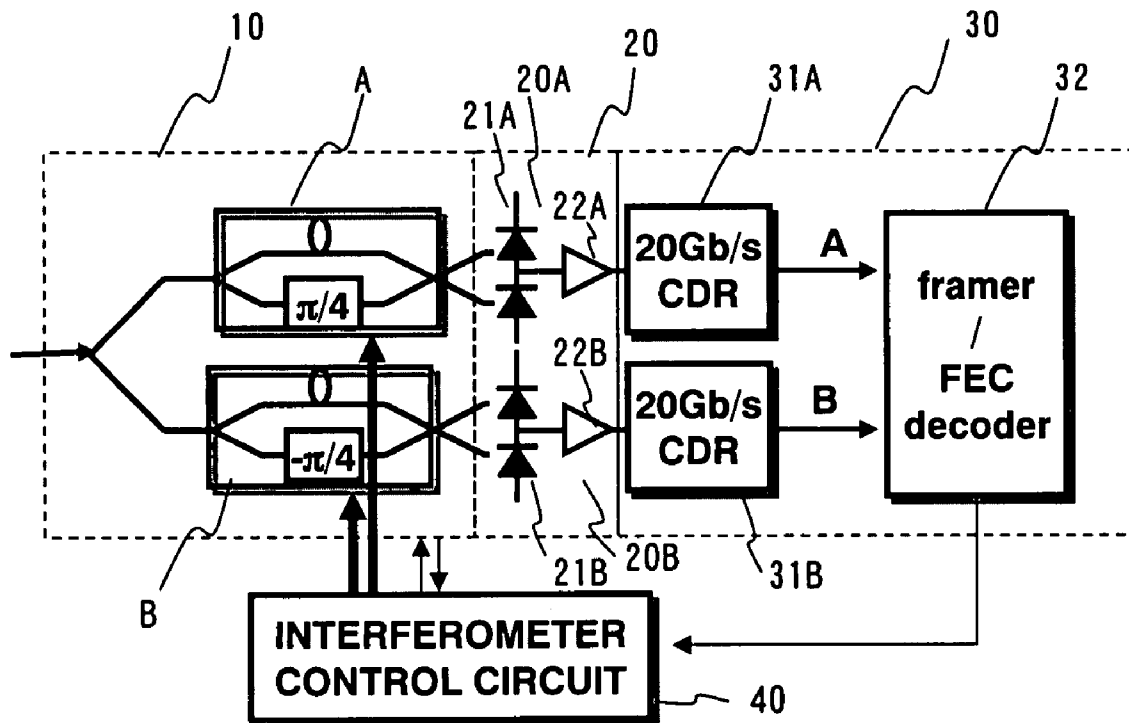 10
A
21A
20A
20
31A
30
32
22A
π/4
20Gb/s
CDR
A
framer
/
FEC
decoder
22B
-π/4
20Gb/s
CDR
B
B
21B
20B
31B
INTERFEROMETER
CONTROL CIRCUIT
40